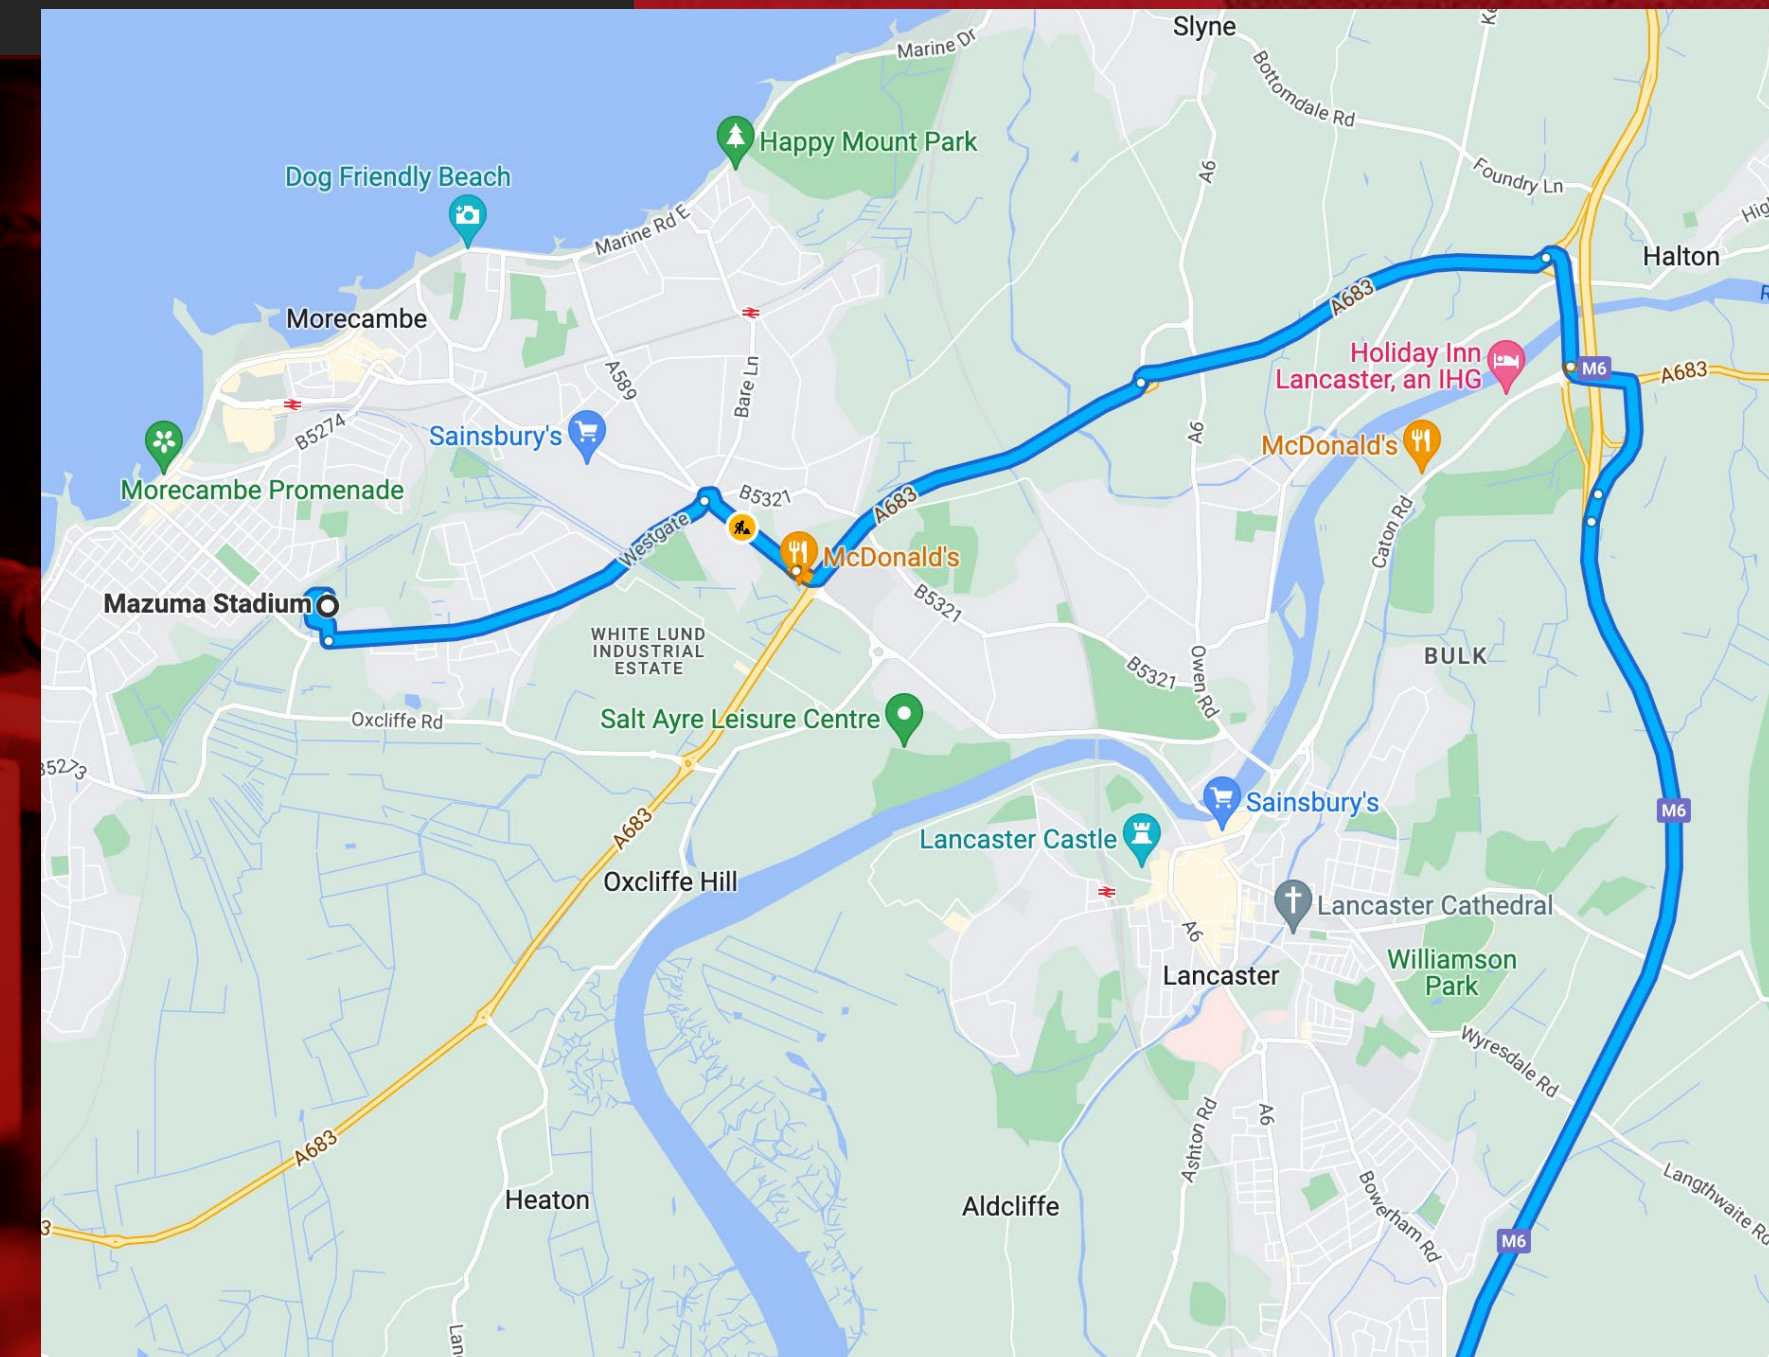 Slyne
Marine Dr
Bottomdale Rd
A6
Happy Mount Park
Foundry Ln
Dog Friendly Beach
Marine Rd E
Halton
Morecambe
A683
Holiday Inn
Lancaster, an IHG
M6
A683
A589
Bare Ln
B5274
Sainsbury's
A6
McDonald's
Morecambe Promenade
B5321
A683
Caton Rd
Westgate
McDonald's
Mazuma Stadium
B5321
WHITE LUND
INDUSTRIAL
ESTATE
BULK
B5321
Owen Rd
Oxcliffe Rd
Salt Ayre Leisure Centre
B5273
Sainsbury's
M6
A683
Lancaster Castle
Oxcliffe Hill
Lancaster Cathedral
A6
Williamson
Park
Lancaster
Wyresdale Rd
A683
Ashton Rd
A6
Heaton
Aldcliffe
Bowerham Rd
Langthwaite Rd
M6